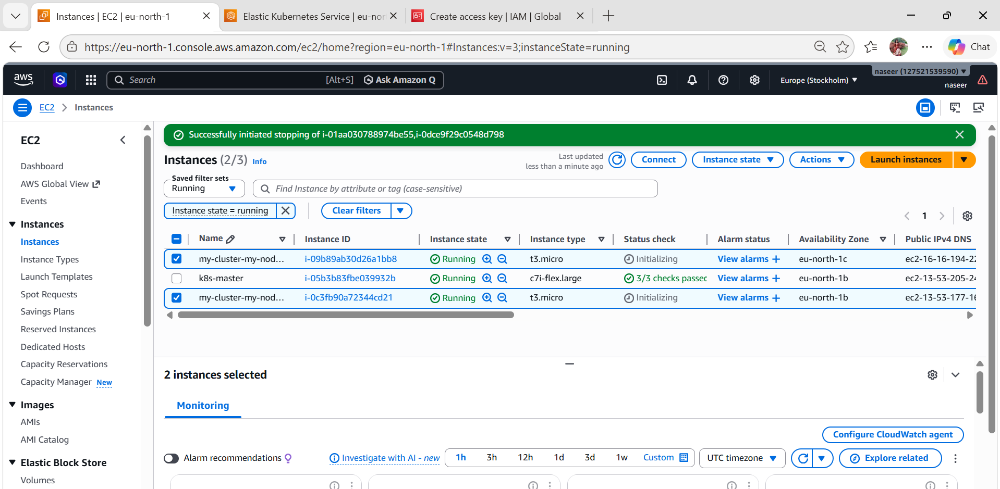 Instances | EC2 | eu-north-1
Elastic Kubernetes Service | eu-nor
Create access key | IAM | Global
https://eu-north-1.console.aws.amazon.com/ec2/home?region=eu-north-1#Instances:v=3;instanceState=running
Chat
aws
Search
[Alt+S]
Ask Amazon Q
Europe (Stockholm)
naseer (127521539590)
naseer
EC2
Instances
EC2
Dashboard
AWS Global View
Events
Instances
Instances
Instance Types
Launch Templates
Spot Requests
Savings Plans
Reserved Instances
Dedicated Hosts
Capacity Reservations
Capacity Manager New
Images
AMIs
AMI Catalog
Elastic Block Store
Volumes
Successfully initiated stopping of i-01aa030788974be55,i-0dce9f29c0548d798
Instances (2/3) Info
Last updated
less than a minute ago
Connect
Instance state
Actions
Launch instances
Saved filter sets
Running
Find Instance by attribute or tag (case-sensitive)
Instance state = running
Clear filters
1
Name Instance ID Instance state Instance type Status check Alarm status Availability Zone Public IPv4 DNS
my-cluster-my-nod... i-09b89ab30d26a1bb8 Running t3.micro Initializing View alarms + eu-north-1c ec2-16-16-194-22
k8s-master i-05b3b83fbe039932b Running c7i-flex.large 3/3 checks passed View alarms + eu-north-1b ec2-13-53-205-24
my-cluster-my-nod... i-0c3fb90a72344cd21 Running t3.micro Initializing View alarms + eu-north-1b ec2-13-53-177-16
2 instances selected
Monitoring
Configure CloudWatch agent
Alarm recommendations
Investigate with AI - new
1h 3h 12h 1d 3d 1w Custom
UTC timezone
Explore related